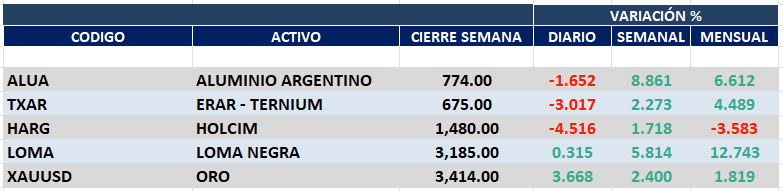 VARIACIÓN %
CODIGO ACTIVO CIERRE SEMANA DIARIO SEMANAL MENSUAL
ALUA ALUMINIO ARGENTINO 774.00 -1.652 8.861 6.612
TXAR ERAR - TERNIUM 675.00 -3.017 2.273 4.489
HARG HOLCIM 1,480.00 -4.516 1.718 -3.583
LOMA LOMA NEGRA 3,185.00 0.315 5.814 12.743
XAUUSD ORO 3,414.00 3.668 2.400 1.819